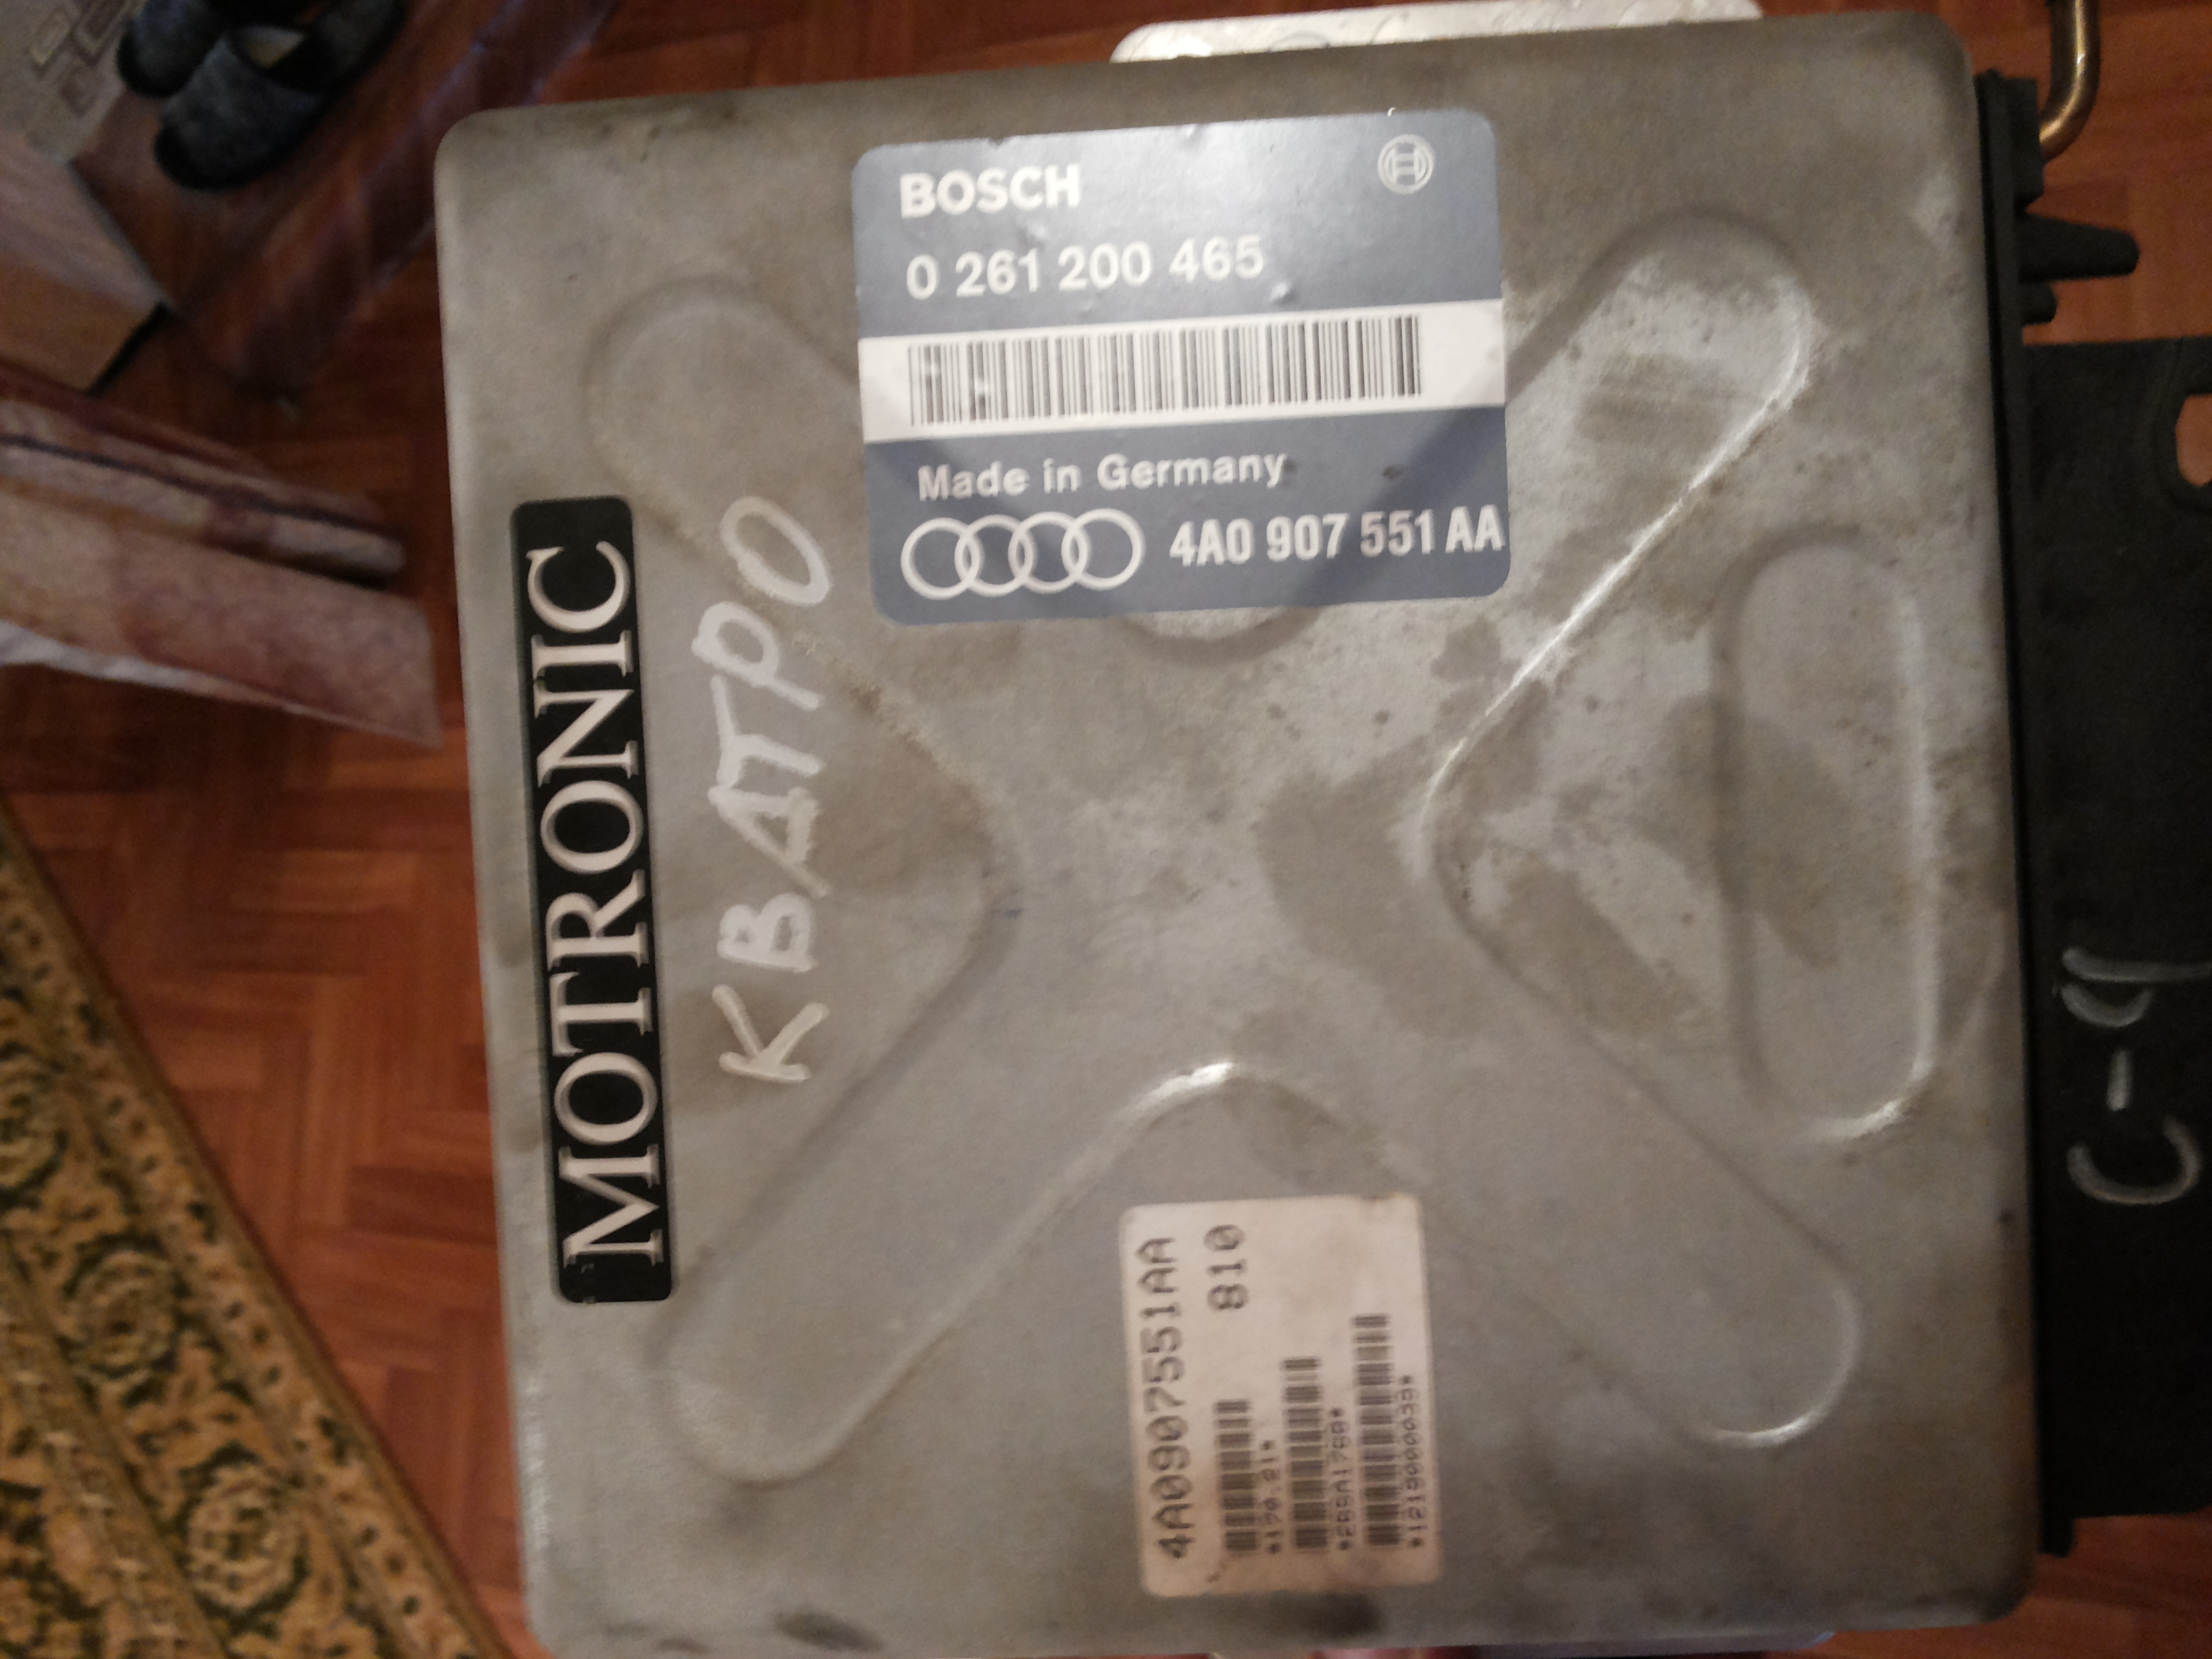 BOSCH
0 261 200 465
Made in Germany
4A0 907 551 AA
MOTRONIC
КВАТРО
4A0907551AA
810
C-4